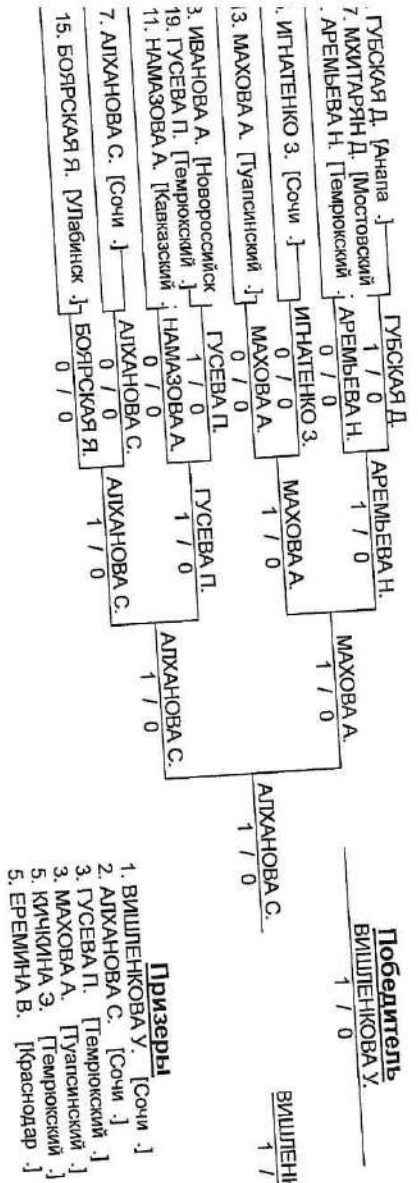 ГУБСКАЯ Д. [Анапа .]
7. МХИТАРЯН Д. [Мостовский
АРЕМЬЕВА Н. [Темрюкский .]
ИГНАТЕНКО З. [Сочи .]
13. МАХОВА А. [Туапсинский .]
3. ИВАНОВА А. [Новороссийск
19. ГУСЕВА П. [Темрюкский .]
11. НАМАЗОВА А. [Кавказский .]
7. АЛХАНОВА С. [Сочи .]
15. БОЯРСКАЯ Я. [УЛабинск .]
ГУБСКАЯ Д.
1 / 0
АРЕМЬЕВА Н.
0 / 0
ИГНАТЕНКО З.
0 / 0
МАХОВА А.
0 / 0
ГУСЕВА П.
1 / 0
НАМАЗОВА А.
0 / 0
АЛХАНОВА С.
0 / 0
БОЯРСКАЯ Я.
0 / 0
АРЕМЬЕВА Н.
1 / 0
МАХОВА А.
1 / 0
ГУСЕВА П.
1 / 0
АЛХАНОВА С.
1 / 0
МАХОВА А.
1 / 0
АЛХАНОВА С.
1 / 0
АЛХАНОВА С.
1 / 0
Победитель
ВИШЛЕНКОВА У.
1 / 0
ВИШЛЕН
1 /
Призеры
1. ВИШЛЕНКОВА У. [Сочи .]
2. АЛХАНОВА С. [Сочи .]
3. ГУСЕВА П. [Темрюкский .]
3. МАХОВА А. [Туапсинский .]
5. КИЧКИНА Э. [Темрюкский .]
5. ЕРЕМИНА В. [Краснодар .]